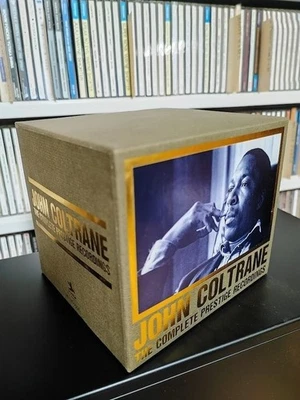 JOHN COLTRANE
THE COMPLETE PRESTIGE RECORDINGS
JOHN COLTRANE
THE COMPLETE PRESTIGE RECORDINGS